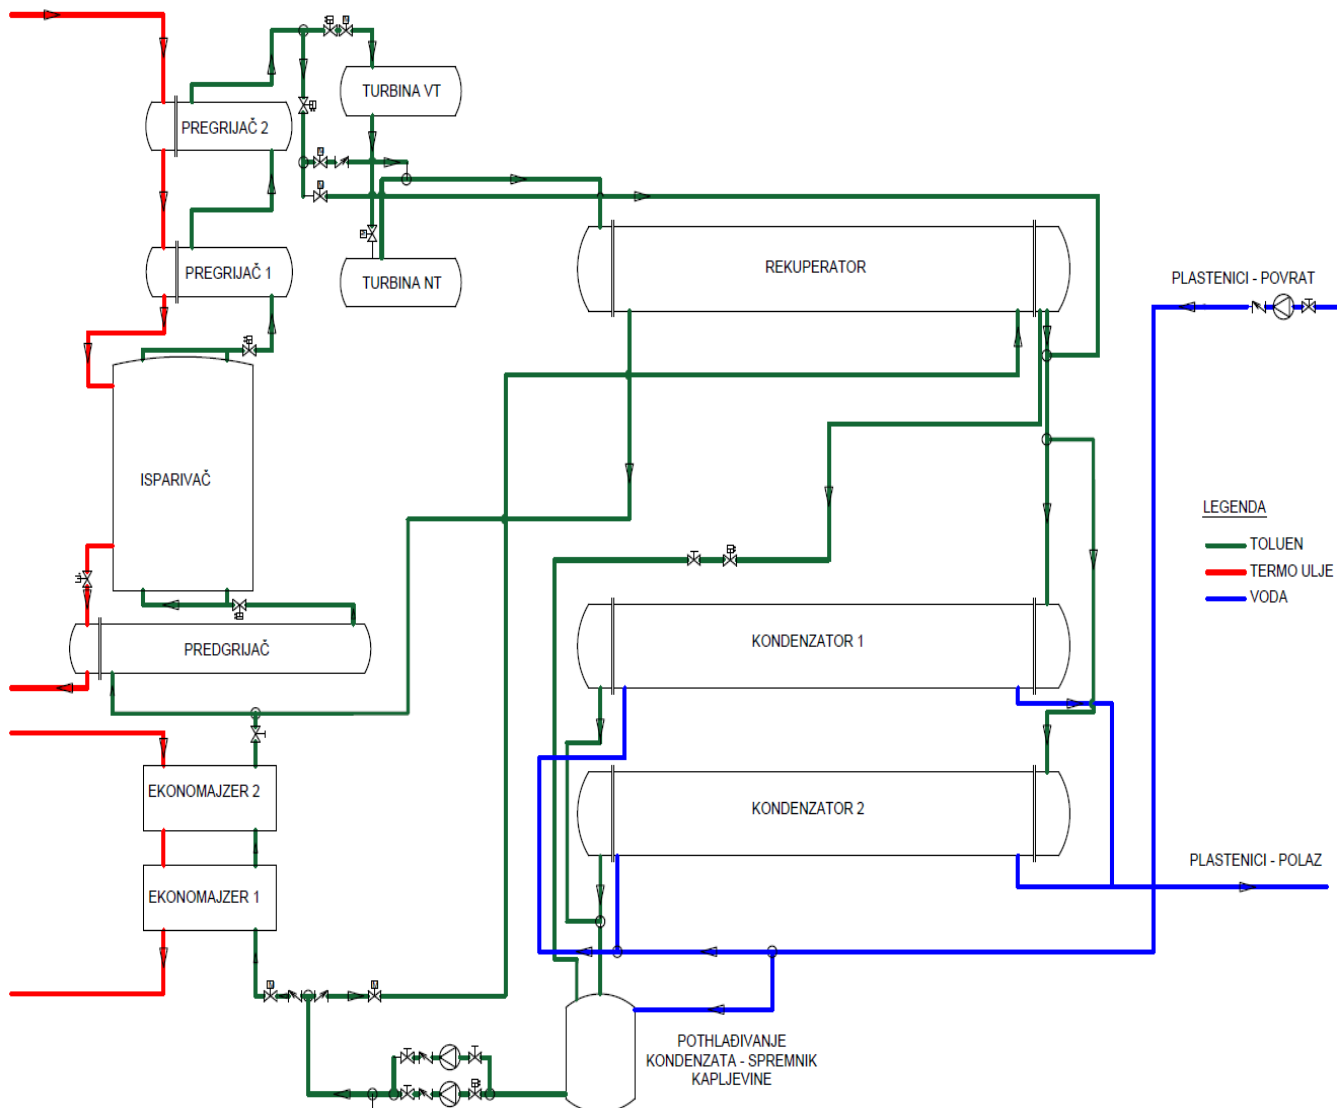 TURBINA VT
PREGRIJAČ 2
REKUPERATOR
PREGRIJAČ 1
TURBINA NT
PLASTENICI - POVRAT
ISPARIVAČ
LEGENDA
TOLUEN
TERMO ULJE
VODA
PREDGRIJAČ
KONDENZATOR 1
EKONOMAJZER 2
KONDENZATOR 2
PLASTENICI - POLAZ
EKONOMAJZER 1
POTHLAĐIVANJE
KONDENZATA - SPREMNIK
KAPLJEVINE